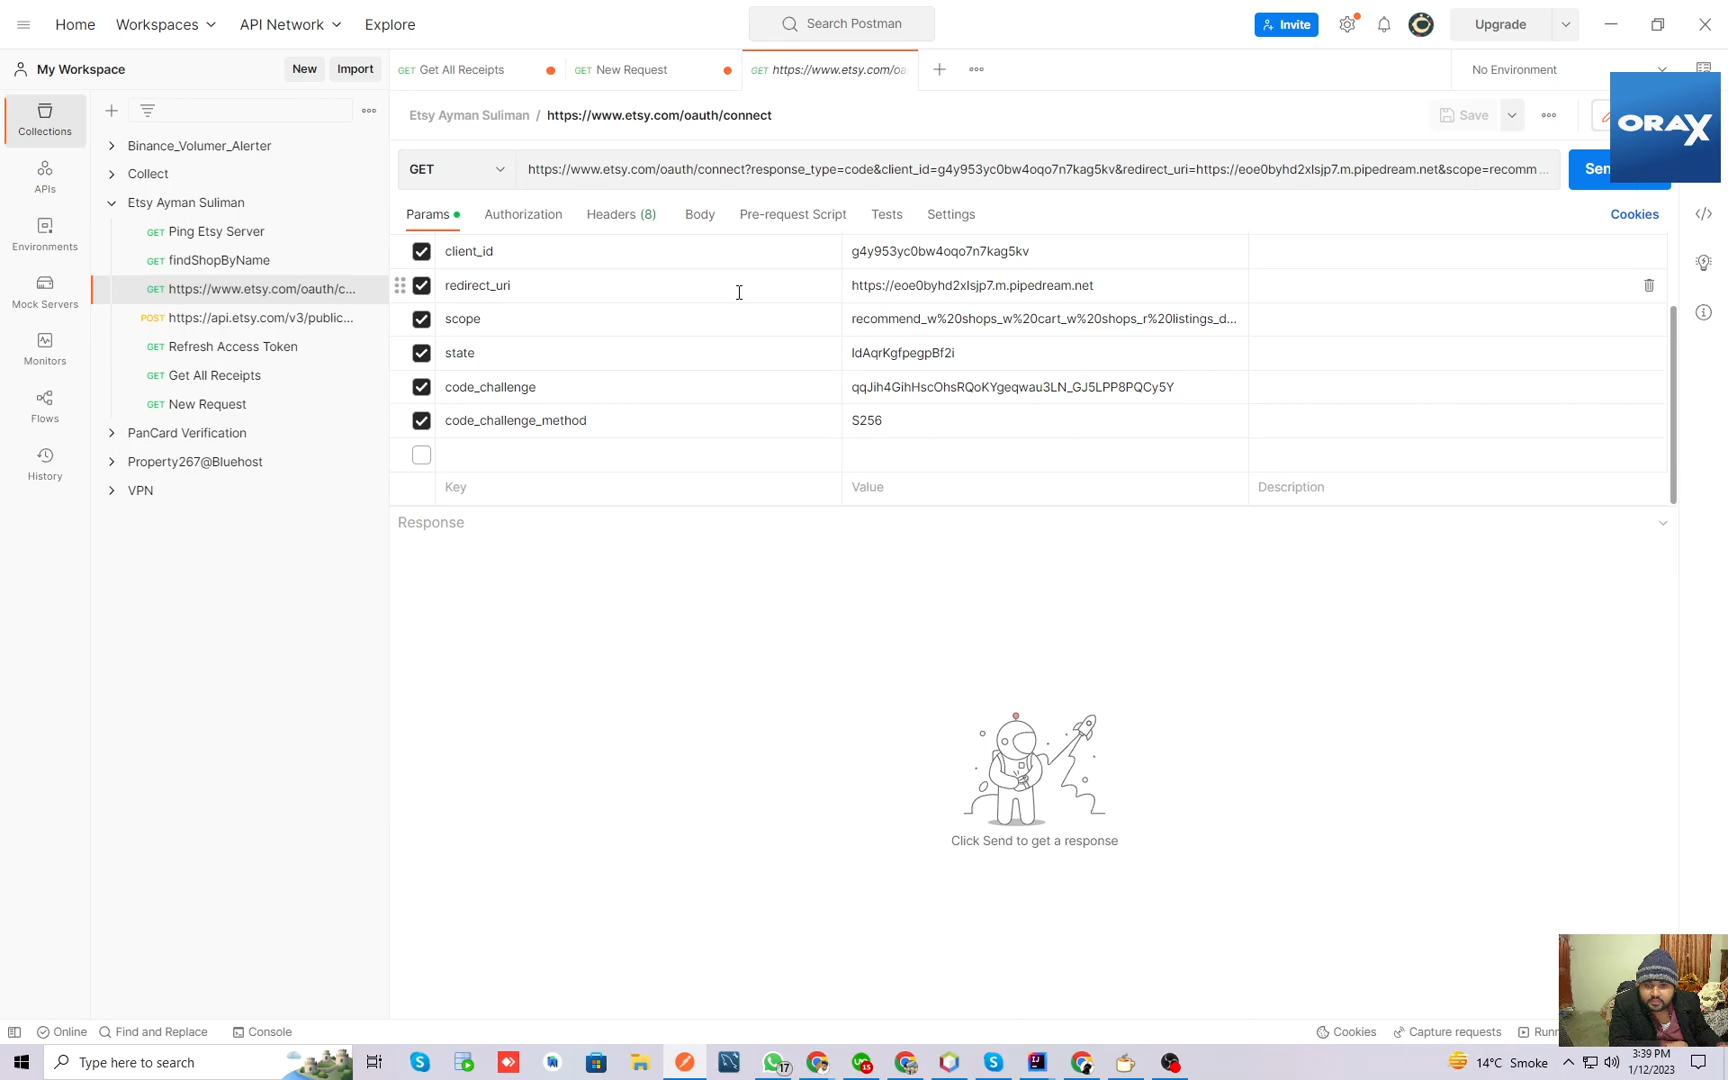 Home Workspaces API Network Explore Search Postman Invite Upgrade
My Workspace New Import GET Get All Receipts GET New Request GET https://www.etsy.com/oa No Environment
ORAX
Collections
APIs
Environments
Mock Servers
Monitors
Flows
History
Binance_Volumer_Alerter
Collect
Etsy Ayman Suliman
GET Ping Etsy Server
GET findShopByName
GET https://www.etsy.com/oauth/c...
POST https://api.etsy.com/v3/public...
GET Refresh Access Token
GET Get All Receipts
GET New Request
PanCard Verification
Property267@Bluehost
VPN
Etsy Ayman Suliman / https://www.etsy.com/oauth/connect Save
GET https://www.etsy.com/oauth/connect?response_type=code&client_id=g4y953yc0bw4oqo7n7kag5kv&redirect_uri=https://eoe0byhd2xlsjp7.m.pipedream.net&scope=recomm ...
Params Authorization Headers (8) Body Pre-request Script Tests Settings Cookies
client_id g4y953yc0bw4oqo7n7kag5kv
redirect_uri https://eoe0byhd2xlsjp7.m.pipedream.net
scope recommend_w%20shops_w%20cart_w%20shops_r%20listings_d...
state ldAqrKgfpegpBf2i
code_challenge qqJih4GihHscOhsRQoKYgeqwau3LN_GJ5LPP8PQCy5Y
code_challenge_method S256
Key Value Description
Response
Click Send to get a response
Online Find and Replace Console Cookies Capture requests
Type here to search 17 14°C Smoke 3:39 PM
1/12/2023